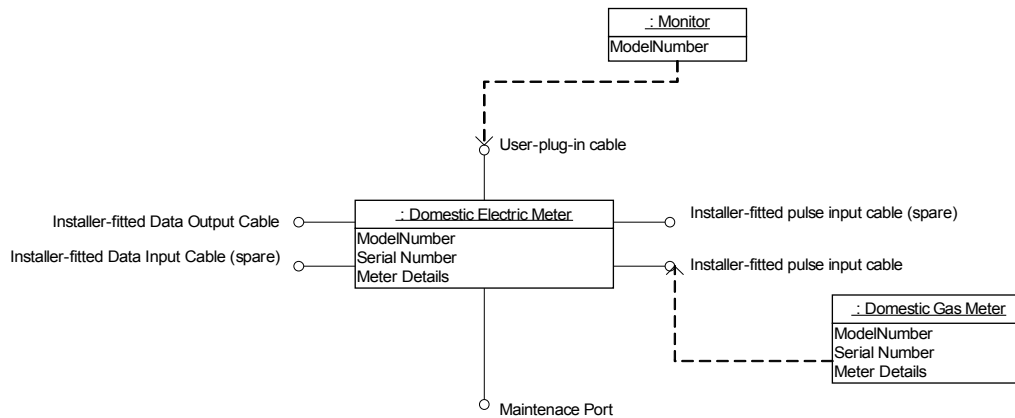 : Monitor
ModelNumber
User-plug-in cable
Installer-fitted Data Output Cable
Installer-fitted Data Input Cable (spare)
: Domestic Electric Meter
ModelNumber
Serial Number
Meter Details
Installer-fitted pulse input cable (spare)
Installer-fitted pulse input cable
: Domestic Gas Meter
ModelNumber
Serial Number
Meter Details
Maintenace Port